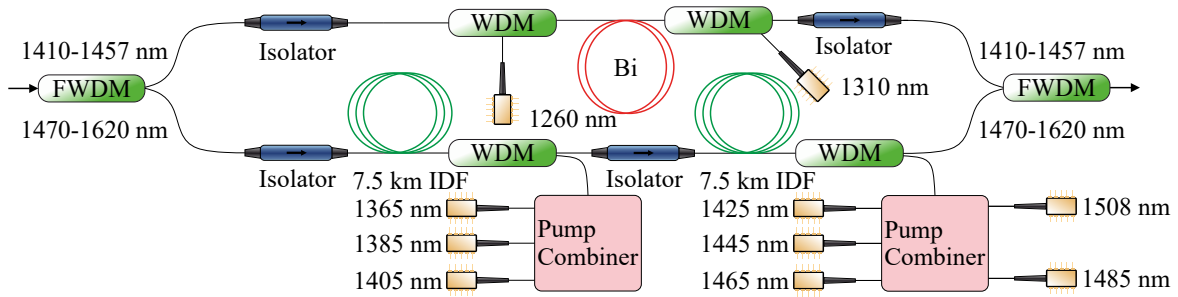 WDM
WDM
Isolator
Isolator
1410-1457 nm
1410-1457 nm
Bi
FWDM
1260 nm
1310 nm
FWDM
1470-1620 nm
1470-1620 nm
WDM
WDM
Isolator
Isolator
7.5 km IDF
7.5 km IDF
1365 nm
1385 nm
1405 nm
Pump
Combiner
1425 nm
1445 nm
1465 nm
Pump
Combiner
1508 nm
1485 nm